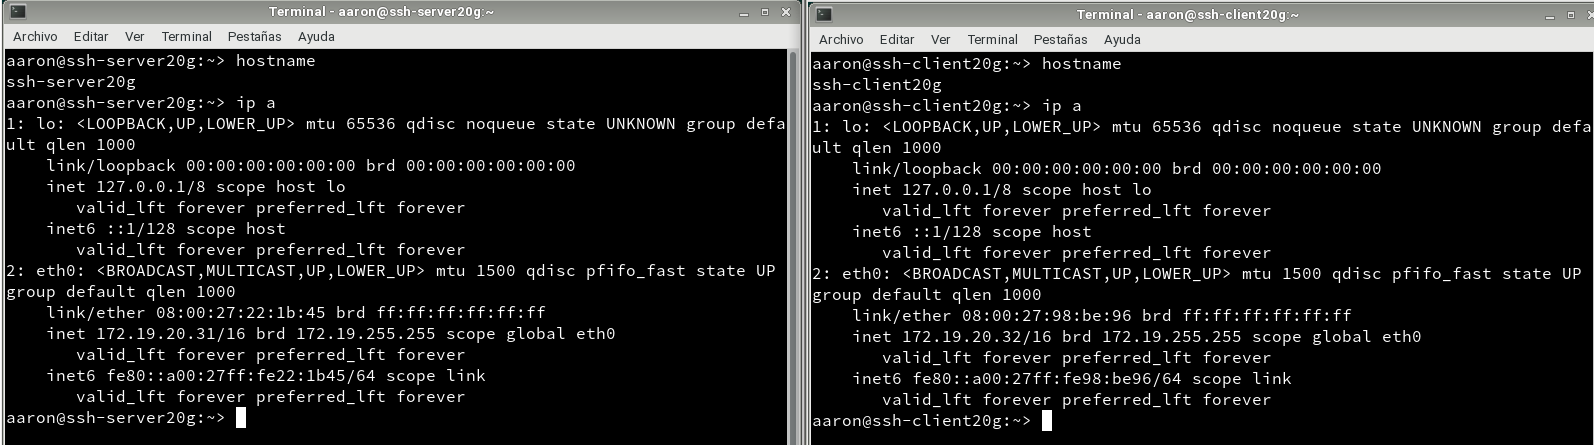 Terminal - aaron@ssh-server20g:~
Archivo Editar Ver Terminal Pestañas Ayuda
aaron@ssh-server20g:~> hostname
ssh-server20g
aaron@ssh-server20g:~> ip a
1: lo: <LOOPBACK,UP,LOWER_UP> mtu 65536 qdisc noqueue state UNKNOWN group defa
ult qlen 1000
    link/loopback 00:00:00:00:00:00 brd 00:00:00:00:00:00
    inet 127.0.0.1/8 scope host lo
       valid_lft forever preferred_lft forever
    inet6 ::1/128 scope host
       valid_lft forever preferred_lft forever
2: eth0: <BROADCAST,MULTICAST,UP,LOWER_UP> mtu 1500 qdisc pfifo_fast state UP
group default qlen 1000
    link/ether 08:00:27:22:1b:45 brd ff:ff:ff:ff:ff:ff
    inet 172.19.20.31/16 brd 172.19.255.255 scope global eth0
       valid_lft forever preferred_lft forever
    inet6 fe80::a00:27ff:fe22:1b45/64 scope link
       valid_lft forever preferred_lft forever
aaron@ssh-server20g:~>
Terminal - aaron@ssh-client20g:~
Archivo Editar Ver Terminal Pestañas Ayuda
aaron@ssh-client20g:~> hostname
ssh-client20g
aaron@ssh-client20g:~> ip a
1: lo: <LOOPBACK,UP,LOWER_UP> mtu 65536 qdisc noqueue state UNKNOWN group defa
ult qlen 1000
    link/loopback 00:00:00:00:00:00 brd 00:00:00:00:00:00
    inet 127.0.0.1/8 scope host lo
       valid_lft forever preferred_lft forever
    inet6 ::1/128 scope host
       valid_lft forever preferred_lft forever
2: eth0: <BROADCAST,MULTICAST,UP,LOWER_UP> mtu 1500 qdisc pfifo_fast state UP
group default qlen 1000
    link/ether 08:00:27:98:be:96 brd ff:ff:ff:ff:ff:ff
    inet 172.19.20.32/16 brd 172.19.255.255 scope global eth0
       valid_lft forever preferred_lft forever
    inet6 fe80::a00:27ff:fe98:be96/64 scope link
       valid_lft forever preferred_lft forever
aaron@ssh-client20g:~>